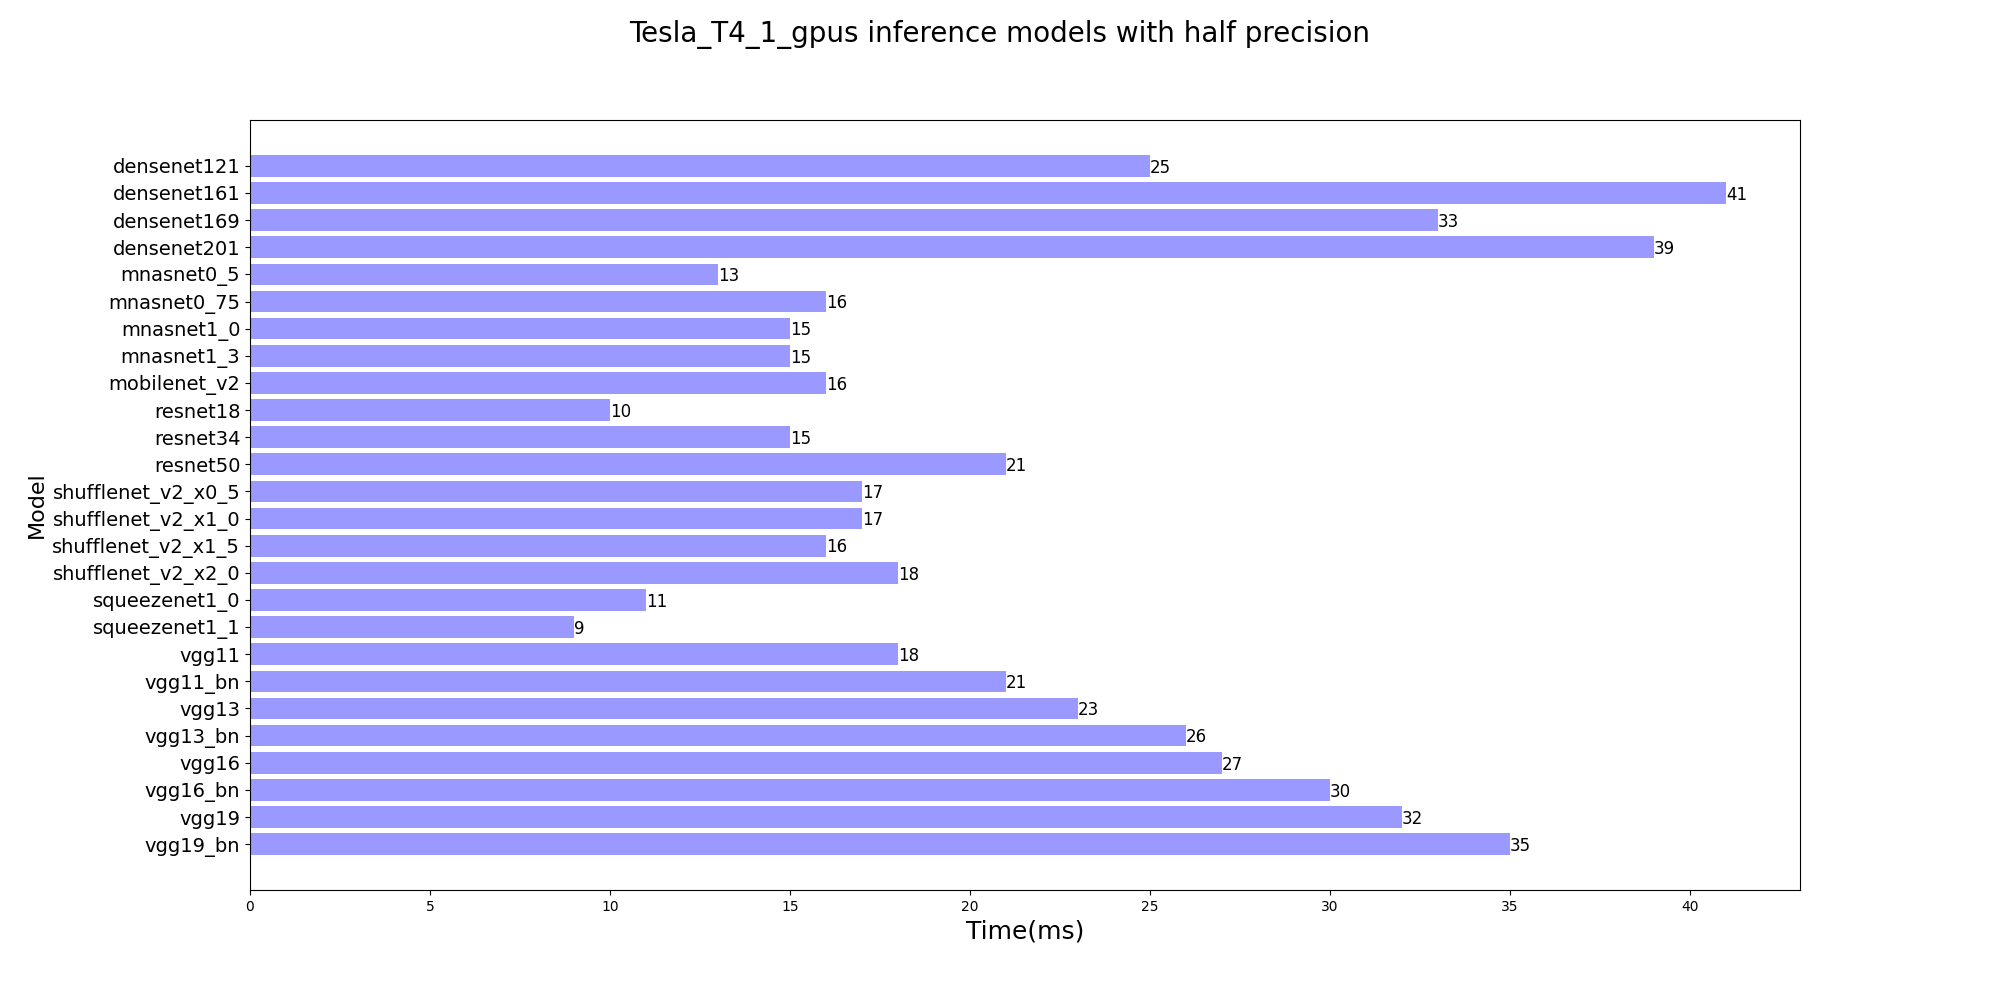 Tesla_T4_1_gpus inference models with half precision
densenet121 25
densenet161 41
densenet169 33
densenet201 39
mnasnet0_5 13
mnasnet0_75 16
mnasnet1_0 15
mnasnet1_3 15
mobilenet_v2 16
resnet18 10
resnet34 15
resnet50 21
shufflenet_v2_x0_5 17
shufflenet_v2_x1_0 17
shufflenet_v2_x1_5 16
shufflenet_v2_x2_0 18
squeezenet1_0 11
squeezenet1_1 9
vgg11 18
vgg11_bn 21
vgg13 23
vgg13_bn 26
vgg16 27
vgg16_bn 30
vgg19 32
vgg19_bn 35
Model
0 5 10 15 20 25 30 35 40
Time(ms)